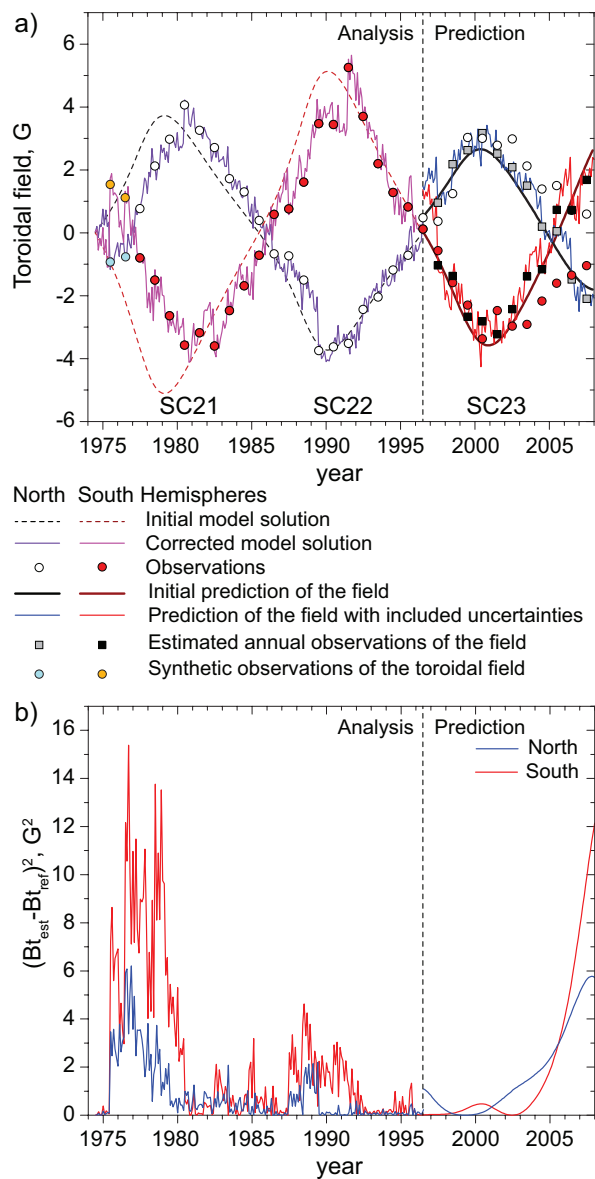 a)
Analysis Prediction
6
4
2
0
-2
-4
-6
Toroidal field, G
SC21 SC22 SC23
1975 1980 1985 1990 1995 2000 2005
year
North South Hemispheres
Initial model solution
Corrected model solution
Observations
Initial prediction of the field
Prediction of the field with included uncertainties
Estimated annual observations of the field
Synthetic observations of the toroidal field
b)
Analysis Prediction
North
South
16
14
12
10
8
6
4
2
0
(Bt_est-Bt_ref)², G²
1975 1980 1985 1990 1995 2000 2005
year